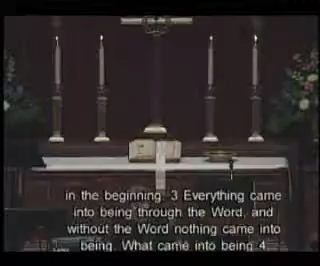 in the beginning. 3 Everything came
into being through the Word, and
without the Word nothing came into
being. What came into being 4